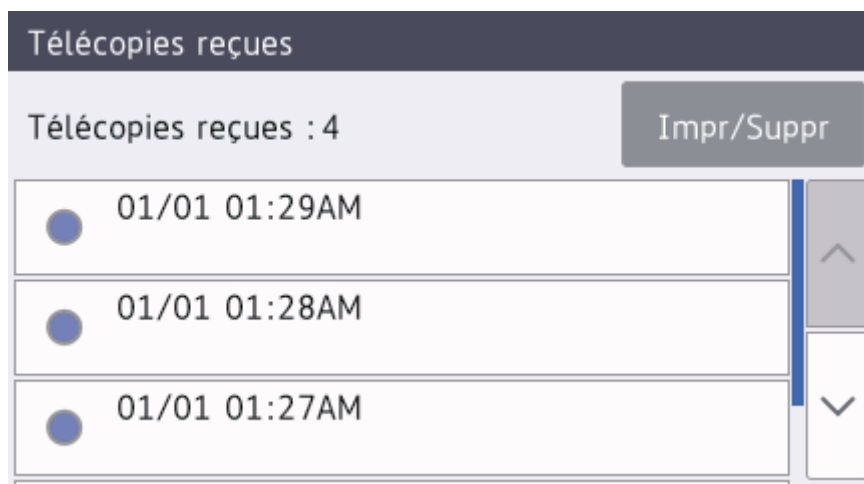 Télécopies reçues
Télécopies reçues : 4
Impr/Suppr
01/01 01:29AM
01/01 01:28AM
01/01 01:27AM